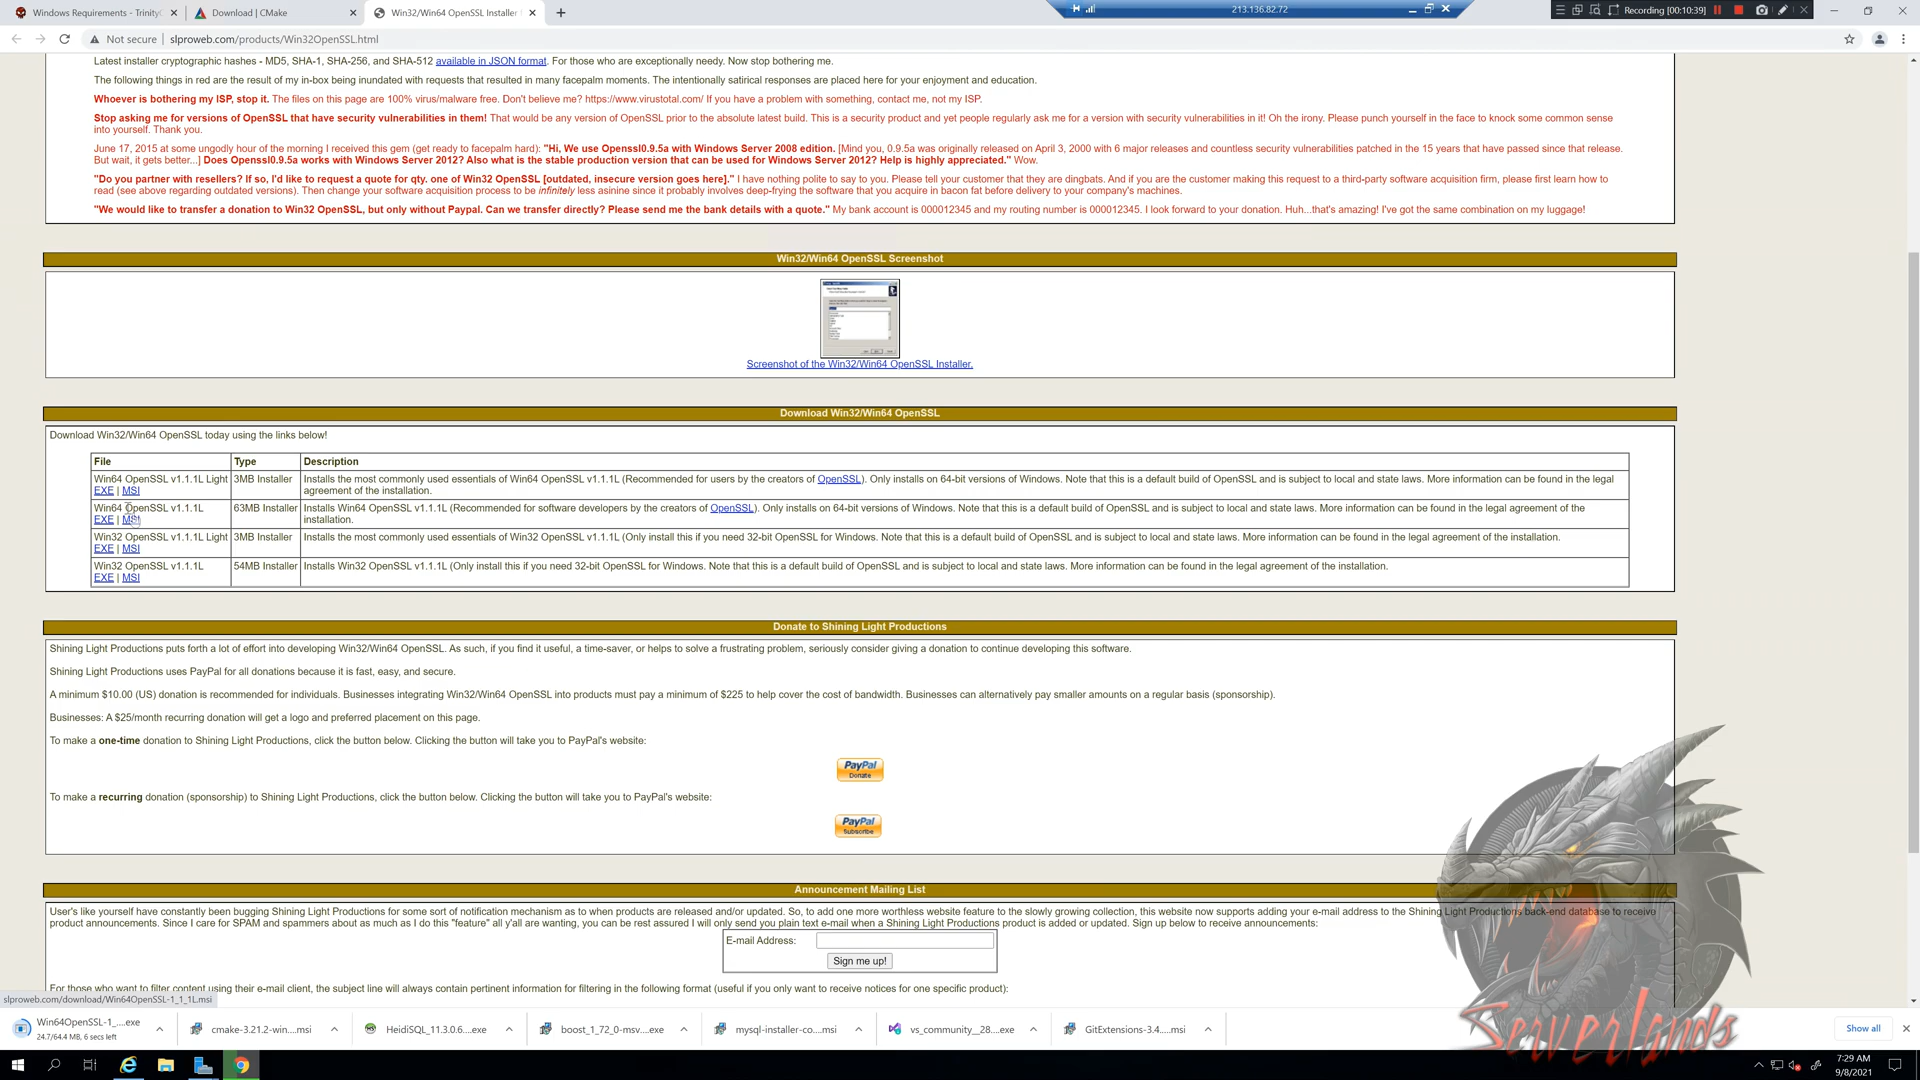 Windows Requirements - Trinity
Download | CMake
Win32/Win64 OpenSSL Installer
213.136.82.72
Recording [00:10:39]
Not secure | slproweb.com/products/Win32OpenSSL.html
Latest installer cryptographic hashes - MD5, SHA-1, SHA-256, and SHA-512 available in JSON format. For those who are exceptionally needy. Now stop bothering me.
The following things in red are the result of my in-box being inundated with requests that resulted in many facepalm moments. The intentionally satirical responses are placed here for your enjoyment and education.
Whoever is bothering my ISP, stop it. The files on this page are 100% virus/malware free. Don't believe me? https://www.virustotal.com/ If you have a problem with something, contact me, not my ISP.
Stop asking me for versions of OpenSSL that have security vulnerabilities in them! That would be any version of OpenSSL prior to the absolute latest build. This is a security product and yet people regularly ask me for a version with security vulnerabilities in it! Oh the irony. Please punch yourself in the face to knock some common sense
into yourself. Thank you.
June 17, 2015 at some ungodly hour of the morning I received this gem (get ready to facepalm hard): "Hi, We use Openssl0.9.5a with Windows Server 2008 edition. [Mind you, 0.9.5a was originally released on April 3, 2000 with 6 major releases and countless security vulnerabilities patched in the 15 years that have passed since that release.
But wait, it gets better...] Does Openssl0.9.5a works with Windows Server 2012? Also what is the stable production version that can be used for Windows Server 2012? Help is highly appreciated." Wow.
"Do you partner with resellers? If so, I'd like to request a quote for qty. one of Win32 OpenSSL [outdated, insecure version goes here]." I have nothing polite to say to you. Please tell your customer that they are dingbats. And if you are the customer making this request to a third-party software acquisition firm, please first learn how to
read (see above regarding outdated versions). Then change your software acquisition process to be infinitely less asinine since it probably involves deep-frying the software that you acquire in bacon fat before delivery to your company's machines.
"We would like to transfer a donation to Win32 OpenSSL, but only without Paypal. Can we transfer directly? Please send me the bank details with a quote." My bank account is 000012345 and my routing number is 000012345. I look forward to your donation. Huh...that's amazing! I've got the same combination on my luggage!
Win32/Win64 OpenSSL Screenshot
Screenshot of the Win32/Win64 OpenSSL Installer.
Download Win32/Win64 OpenSSL
Download Win32/Win64 OpenSSL today using the links below!
File Type Description
Win64 OpenSSL v1.1.1L Light 3MB Installer Installs the most commonly used essentials of Win64 OpenSSL v1.1.1L (Recommended for users by the creators of OpenSSL). Only installs on 64-bit versions of Windows. Note that this is a default build of OpenSSL and is subject to local and state laws. More information can be found in the legal
EXE | MSI agreement of the installation.
Win64 OpenSSL v1.1.1L 63MB Installer Installs Win64 OpenSSL v1.1.1L (Recommended for software developers by the creators of OpenSSL). Only installs on 64-bit versions of Windows. Note that this is a default build of OpenSSL and is subject to local and state laws. More information can be found in the legal agreement of the
EXE | MSI installation.
Win32 OpenSSL v1.1.1L Light 3MB Installer Installs the most commonly used essentials of Win32 OpenSSL v1.1.1L (Only install this if you need 32-bit OpenSSL for Windows. Note that this is a default build of OpenSSL and is subject to local and state laws. More information can be found in the legal agreement of the installation.
EXE | MSI
Win32 OpenSSL v1.1.1L 54MB Installer Installs Win32 OpenSSL v1.1.1L (Only install this if you need 32-bit OpenSSL for Windows. Note that this is a default build of OpenSSL and is subject to local and state laws. More information can be found in the legal agreement of the installation.
EXE | MSI
Donate to Shining Light Productions
Shining Light Productions puts forth a lot of effort into developing Win32/Win64 OpenSSL. As such, if you find it useful, a time-saver, or helps to solve a frustrating problem, seriously consider giving a donation to continue developing this software.
Shining Light Productions uses PayPal for all donations because it is fast, easy, and secure.
A minimum $10.00 (US) donation is recommended for individuals. Businesses integrating Win32/Win64 OpenSSL into products must pay a minimum of $225 to help cover the cost of bandwidth. Businesses can alternatively pay smaller amounts on a regular basis (sponsorship).
Businesses: A $25/month recurring donation will get a logo and preferred placement on this page.
To make a one-time donation to Shining Light Productions, click the button below. Clicking the button will take you to PayPal's website:
PayPal
Donate
To make a recurring donation (sponsorship) to Shining Light Productions, click the button below. Clicking the button will take you to PayPal's website:
PayPal
Subscribe
Announcement Mailing List
User's like yourself have constantly been bugging Shining Light Productions for some sort of notification mechanism as to when products are released and/or updated. So, to add one more worthless website feature to the slowly growing collection, this website now supports adding your e-mail address to the Shining Light Productions back-end database to receive
product announcements. Since I care for SPAM and spammers about as much as I do this "feature" all y'all are wanting, you can be rest assured I will only send you plain text e-mail when a Shining Light Productions product is added or updated. Sign up below to receive announcements:
E-mail Address:
Sign me up!
For those who want to filter content using their e-mail client, the subject line will always contain pertinent information for filtering in the following format (useful if you only want to receive notices for one specific product):
slproweb.com/download/Win64OpenSSL-1_1_1L.msi
Win64OpenSSL-1_....exe
24.7/64.4 MB, 6 secs left
cmake-3.21.2-win....msi
HeidiSQL_11.3.0.6....exe
boost_1_72_0-msv....exe
mysql-installer-co....msi
vs_community__28....exe
GitExtensions-3.4....msi
Show all
Serverlands
7:29 AM
9/8/2021